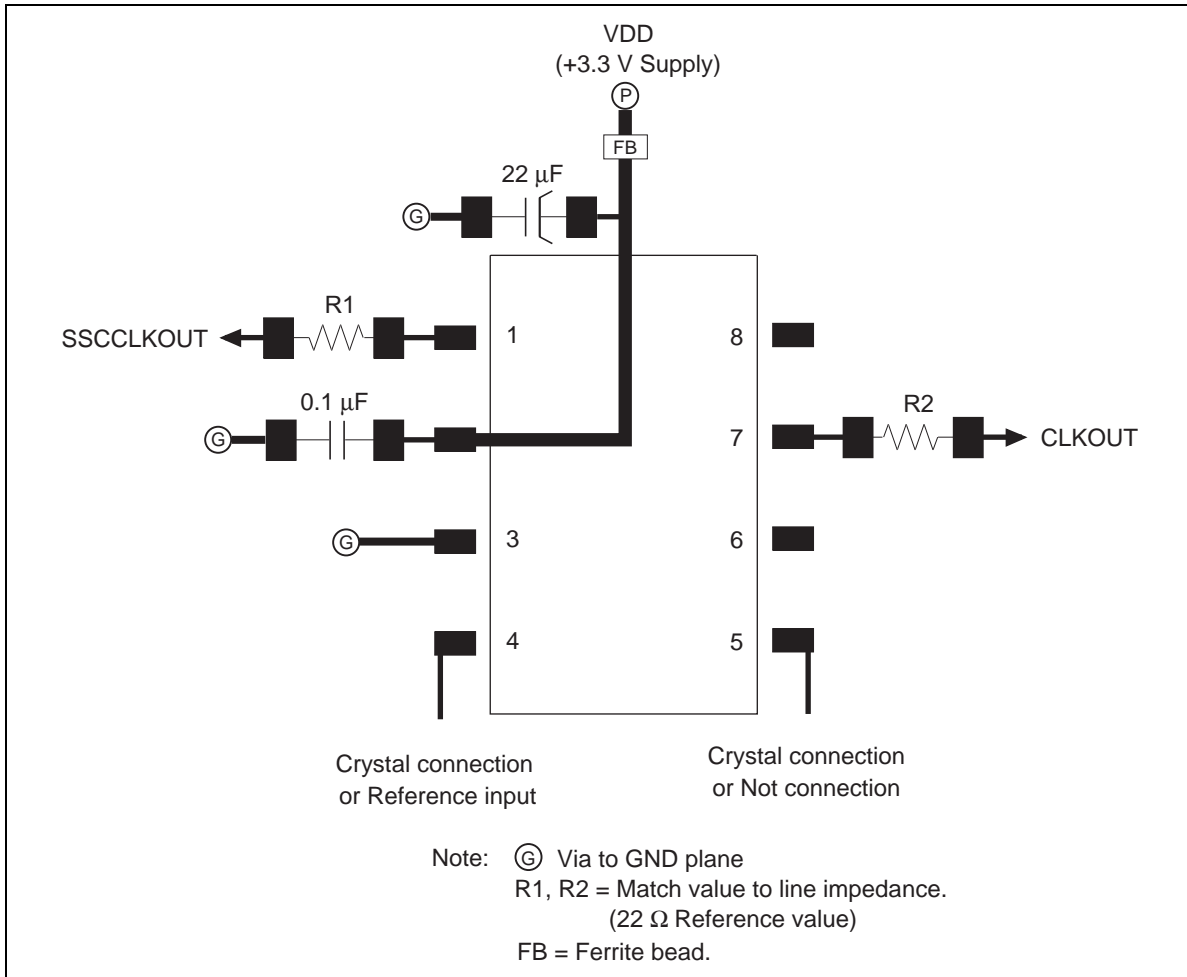 VDD
(+3.3 V Supply)
P
FB
22 μF
G
R1
SSCCLKOUT
1
8
0.1 μF
G
R2
7
CLKOUT
G
3
6
4
5
Crystal connection
or Reference input
Crystal connection
or Not connection
Note: G Via to GND plane
R1, R2 = Match value to line impedance.
(22 Ω Reference value)
FB = Ferrite bead.